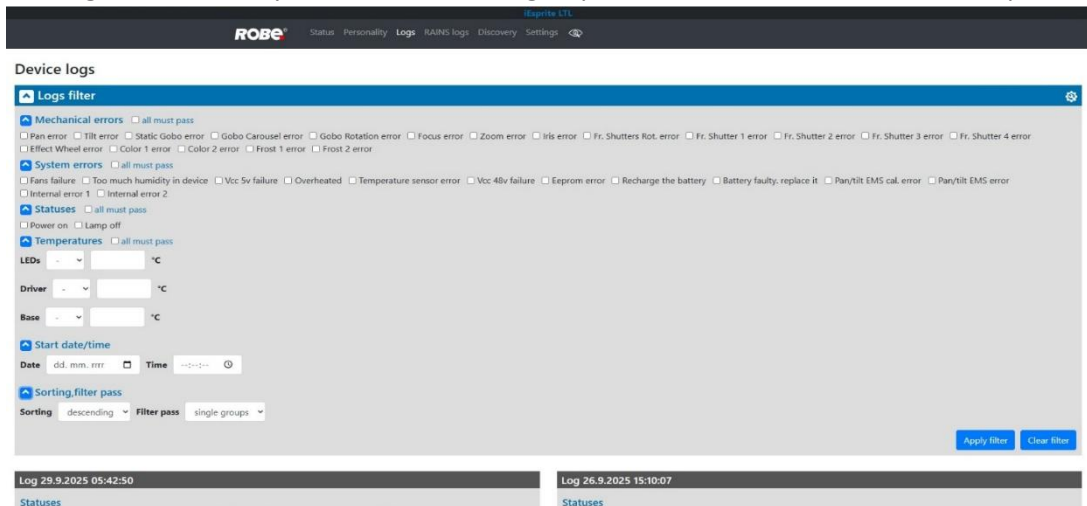 iEsprite LTL
ROBE® Status Personality Logs RAINS logs Discovery Settings
Device logs
Logs filter
Mechanical errors all must pass
Pan error Tilt error Static Gobo error Gobo Carousel error Gobo Rotation error Focus error Zoom error Iris error Fr. Shutters Rot. error Fr. Shutter 1 error Fr. Shutter 2 error Fr. Shutter 3 error Fr. Shutter 4 error
Effect Wheel error Color 1 error Color 2 error Frost 1 error Frost 2 error
System errors all must pass
Fans failure Too much humidity in device Vcc 5v failure Overheated Temperature sensor error Vcc 48v failure Eeprom error Recharge the battery Battery faulty. replace it Pan/tilt EMS cal. error Pan/tilt EMS error
Internal error 1 Internal error 2
Statuses all must pass
Power on Lamp off
Temperatures all must pass
LEDs - °C
Driver - °C
Base - °C
Start date/time
Date dd. mm. rrrr Time --:--:--
Sorting,filter pass
Sorting descending Filter pass single groups
Apply filter Clear filter
Log 29.9.2025 05:42:50 Log 26.9.2025 15:10:07
Statuses Statuses